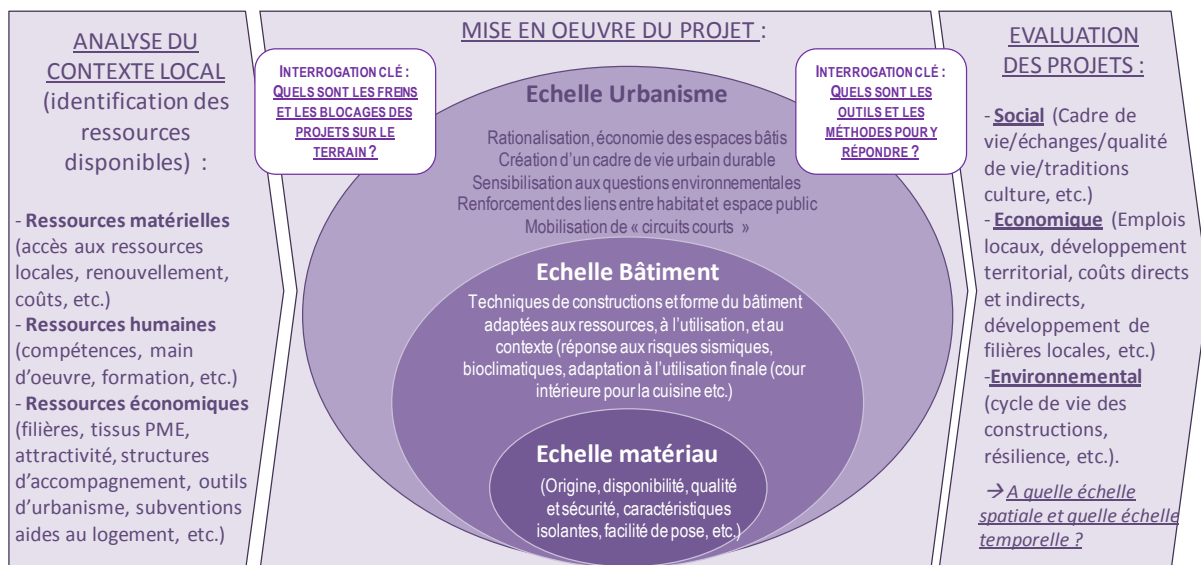 ANALYSE DU
CONTEXTE LOCAL
(identification des
ressources
disponibles) :
- Ressources matérielles
(accès aux ressources
locales, renouvellement,
coûts, etc.)
- Ressources humaines
(compétences, main
d'oeuvre, formation, etc.)
- Ressources économiques
(filières, tissus PME,
attractivité, structures
d'accompagnement, outils
d'urbanisme, subventions
aides au logement, etc.)
MISE EN OEUVRE DU PROJET :
INTERROGATION CLÉ :
QUELS SONT LES FREINS
ET LES BLOCAGES DES
PROJETS SUR LE
TERRAIN ?
Echelle Urbanisme
Rationalisation, économie des espaces bâtis
Création d'un cadre de vie urbain durable
Sensibilisation aux questions environnementales
Renforcement des liens entre habitat et espace public
Mobilisation de « circuits courts »
Echelle Bâtiment
Techniques de constructions et forme du bâtiment
adaptées aux ressources, à l'utilisation, et au
contexte (réponse aux risques sismiques,
bioclimatiques, adaptation à l'utilisation finale (cour
intérieure pour la cuisine etc.)
Echelle matériau
(Origine, disponibilité, qualité
et sécurité, caractéristiques
isolantes, facilité de pose, etc.)
INTERROGATION CLÉ :
QUELS SONT LES
OUTILS ET LES
MÉTHODES POUR Y
RÉPONDRE ?
EVALUATION
DES PROJETS :
- Social (Cadre de
vie/échanges/qualité
de vie/traditions
culture, etc.)
- Economique (Emplois
locaux, développement
territorial, coûts directs
et indirects,
développement de
filières locales, etc.)
-Environnemental
(cycle de vie des
constructions,
résilience, etc.).
→ A quelle échelle
spatiale et quelle échelle
temporelle ?